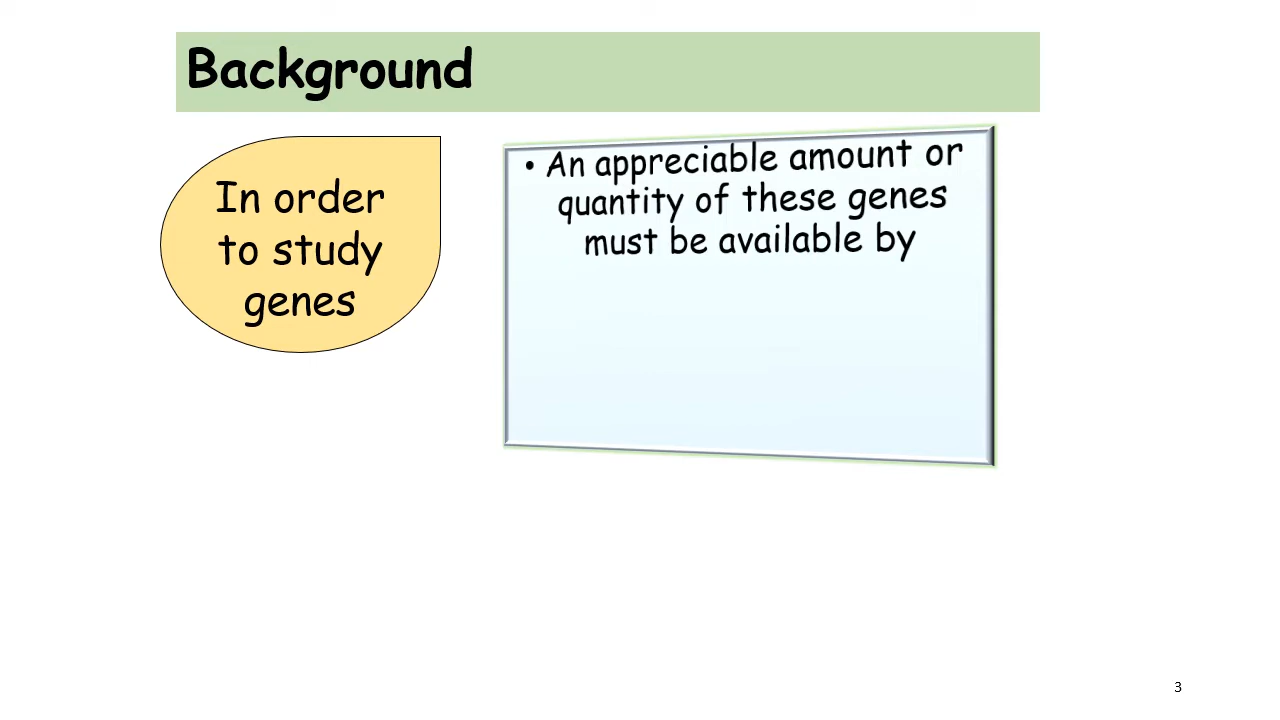 Background
In order
to study
genes
• An appreciable amount or
quantity of these genes
must be available by
3